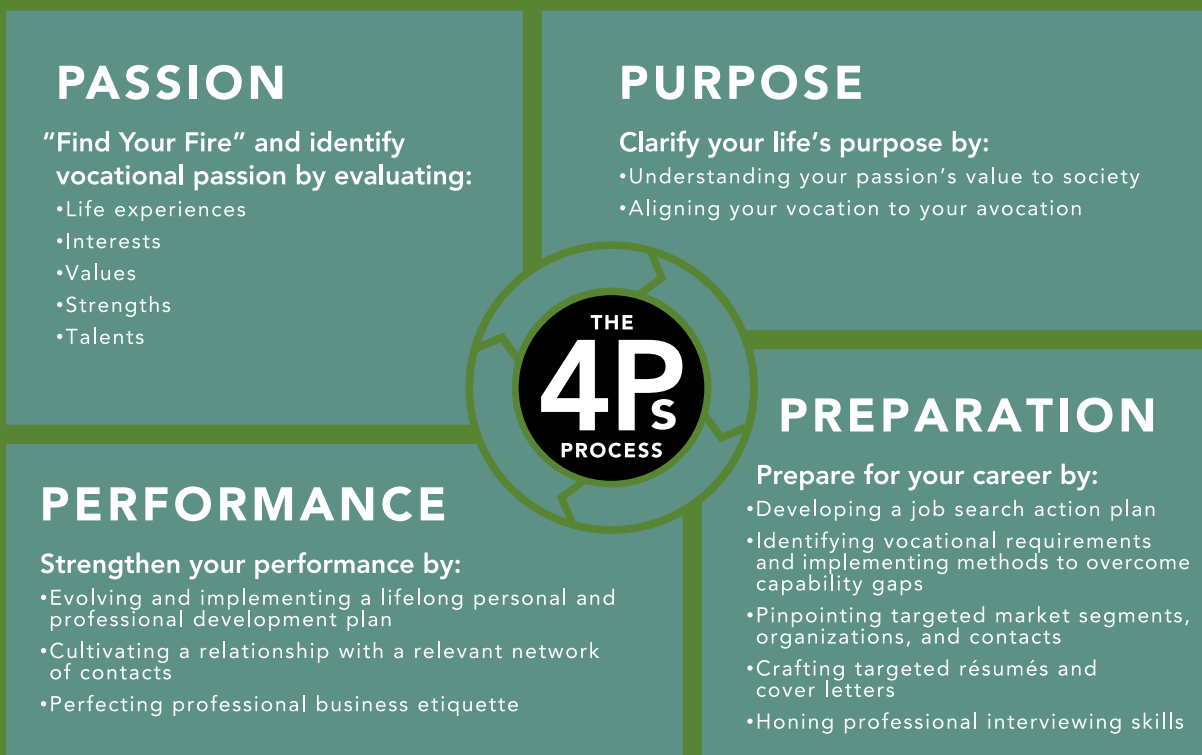 PASSION
“Find Your Fire” and identify
vocational passion by evaluating:
•Life experiences
•Interests
•Values
•Strengths
•Talents
PURPOSE
Clarify your life’s purpose by:
•Understanding your passion’s value to society
•Aligning your vocation to your avocation
THE
4Ps
PROCESS
PREPARATION
Prepare for your career by:
•Developing a job search action plan
•Identifying vocational requirements
and implementing methods to overcome
capability gaps
•Pinpointing targeted market segments,
organizations, and contacts
•Crafting targeted résumés and
cover letters
•Honing professional interviewing skills
PERFORMANCE
Strengthen your performance by:
•Evolving and implementing a lifelong personal and
professional development plan
•Cultivating a relationship with a relevant network
of contacts
•Perfecting professional business etiquette